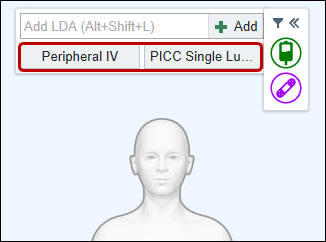 Add LDA (Alt+Shift+L) Add
Peripheral IV PICC Single Lu...